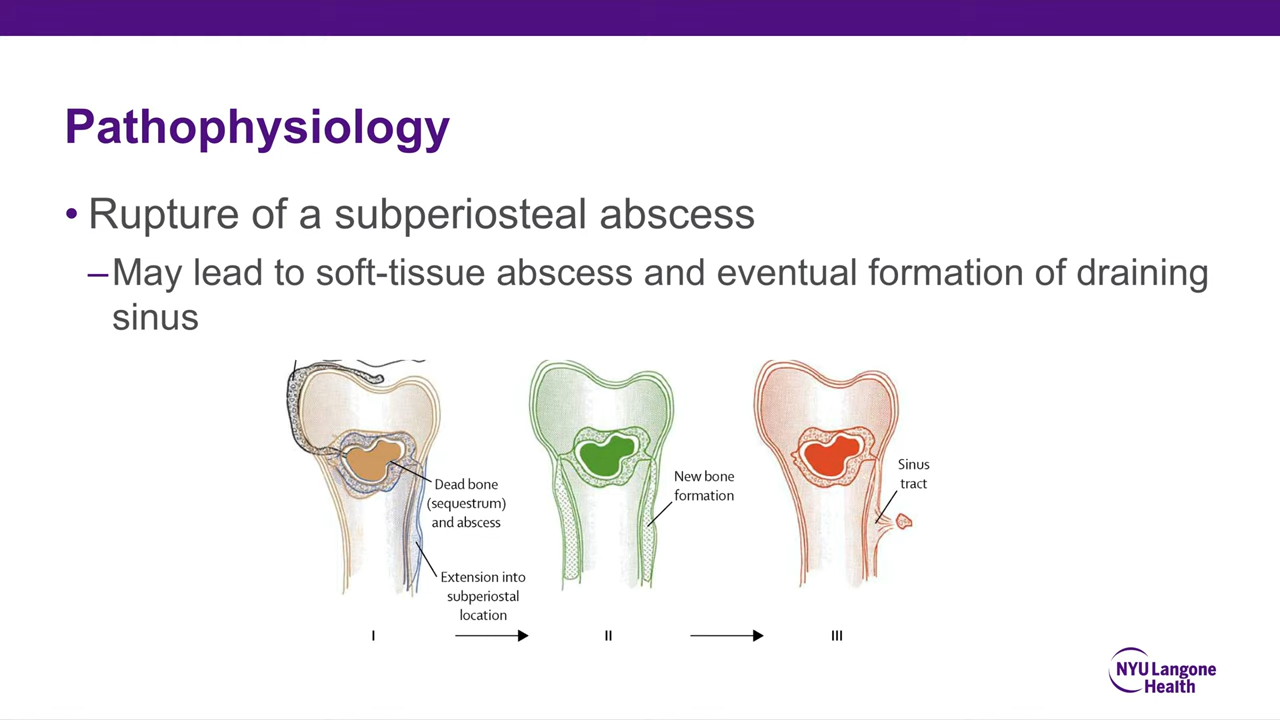 Pathophysiology
• Rupture of a subperiosteal abscess
–May lead to soft-tissue abscess and eventual formation of draining
sinus
Dead bone
(sequestrum)
and abscess
Extension into
subperiostal
location
New bone
formation
Sinus
tract
I
II
III
NYU Langone
Health